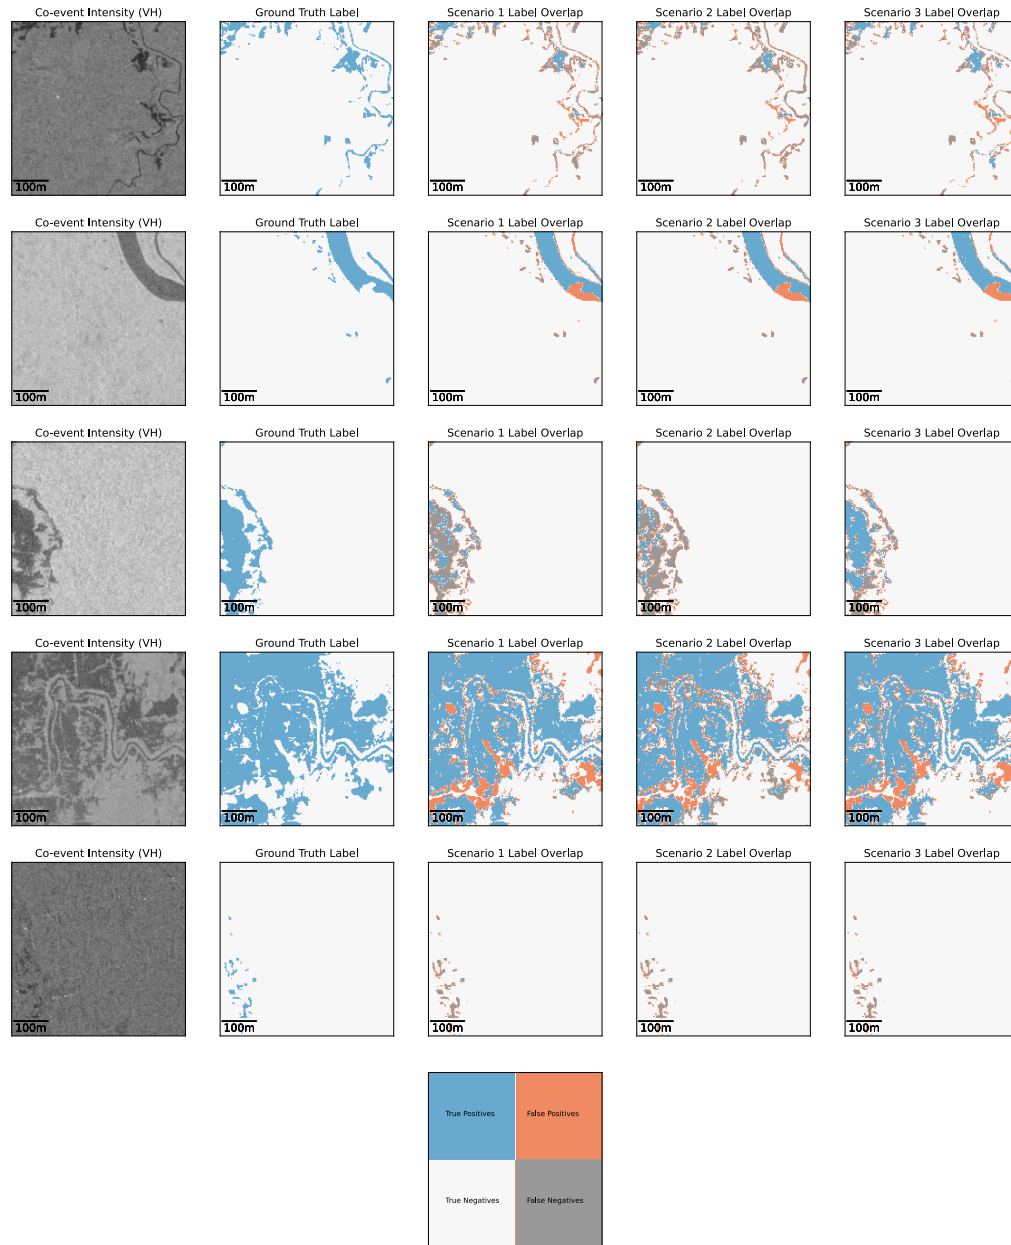 Co-event Intensity (VH) Ground Truth Label Scenario 1 Label Overlap Scenario 2 Label Overlap Scenario 3 Label Overlap
100m 100m 100m 100m 100m
Co-event Intensity (VH) Ground Truth Label Scenario 1 Label Overlap Scenario 2 Label Overlap Scenario 3 Label Overlap
100m 100m 100m 100m 100m
Co-event Intensity (VH) Ground Truth Label Scenario 1 Label Overlap Scenario 2 Label Overlap Scenario 3 Label Overlap
100m 100m 100m 100m 100m
Co-event Intensity (VH) Ground Truth Label Scenario 1 Label Overlap Scenario 2 Label Overlap Scenario 3 Label Overlap
100m 100m 100m 100m 100m
Co-event Intensity (VH) Ground Truth Label Scenario 1 Label Overlap Scenario 2 Label Overlap Scenario 3 Label Overlap
100m 100m 100m 100m 100m
True Positives False Positives
True Negatives False Negatives